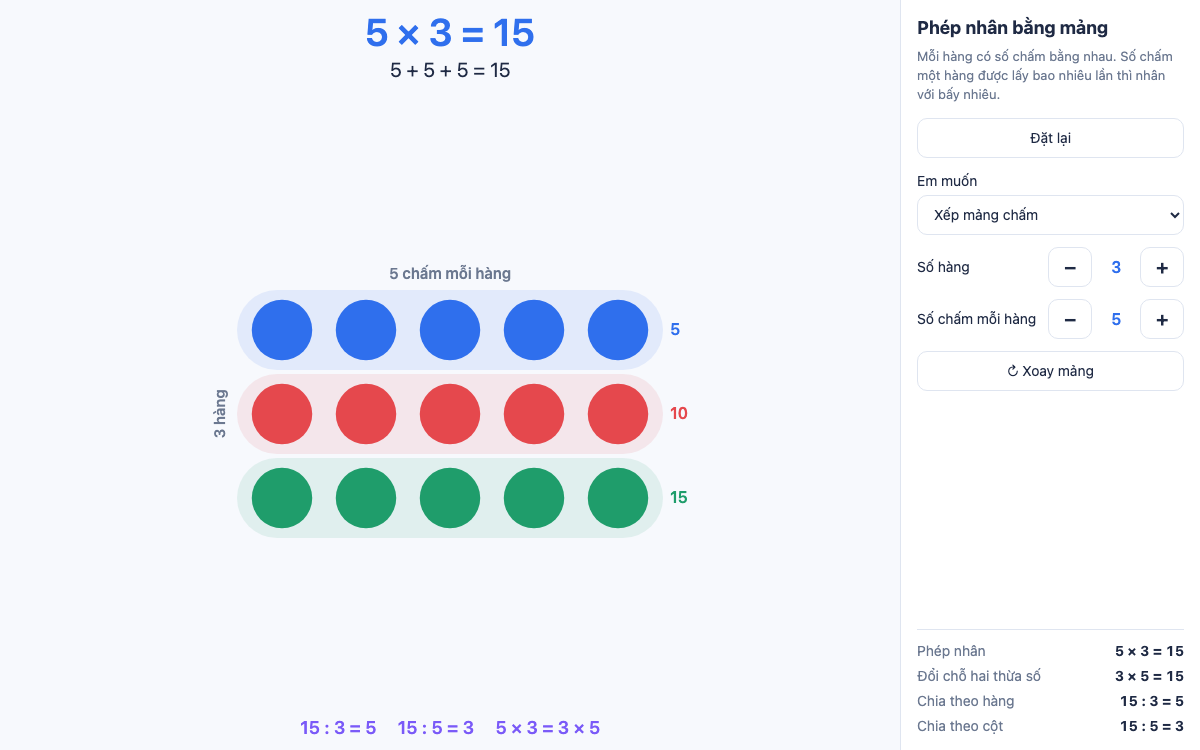 5 × 3 = 15
5 + 5 + 5 = 15
5 chấm mỗi hàng
3 hàng
5
10
15
15 : 3 = 5 15 : 5 = 3 5 × 3 = 3 × 5
Phép nhân bằng mảng
Mỗi hàng có số chấm bằng nhau. Số chấm
một hàng được lấy bao nhiêu lần thì nhân
với bấy nhiêu.
Đặt lại
Em muốn
Xếp mảng chấm
Số hàng − 3 +
Số chấm mỗi hàng − 5 +
↻ Xoay mảng
Phép nhân 5 × 3 = 15
Đổi chỗ hai thừa số 3 × 5 = 15
Chia theo hàng 15 : 3 = 5
Chia theo cột 15 : 5 = 3